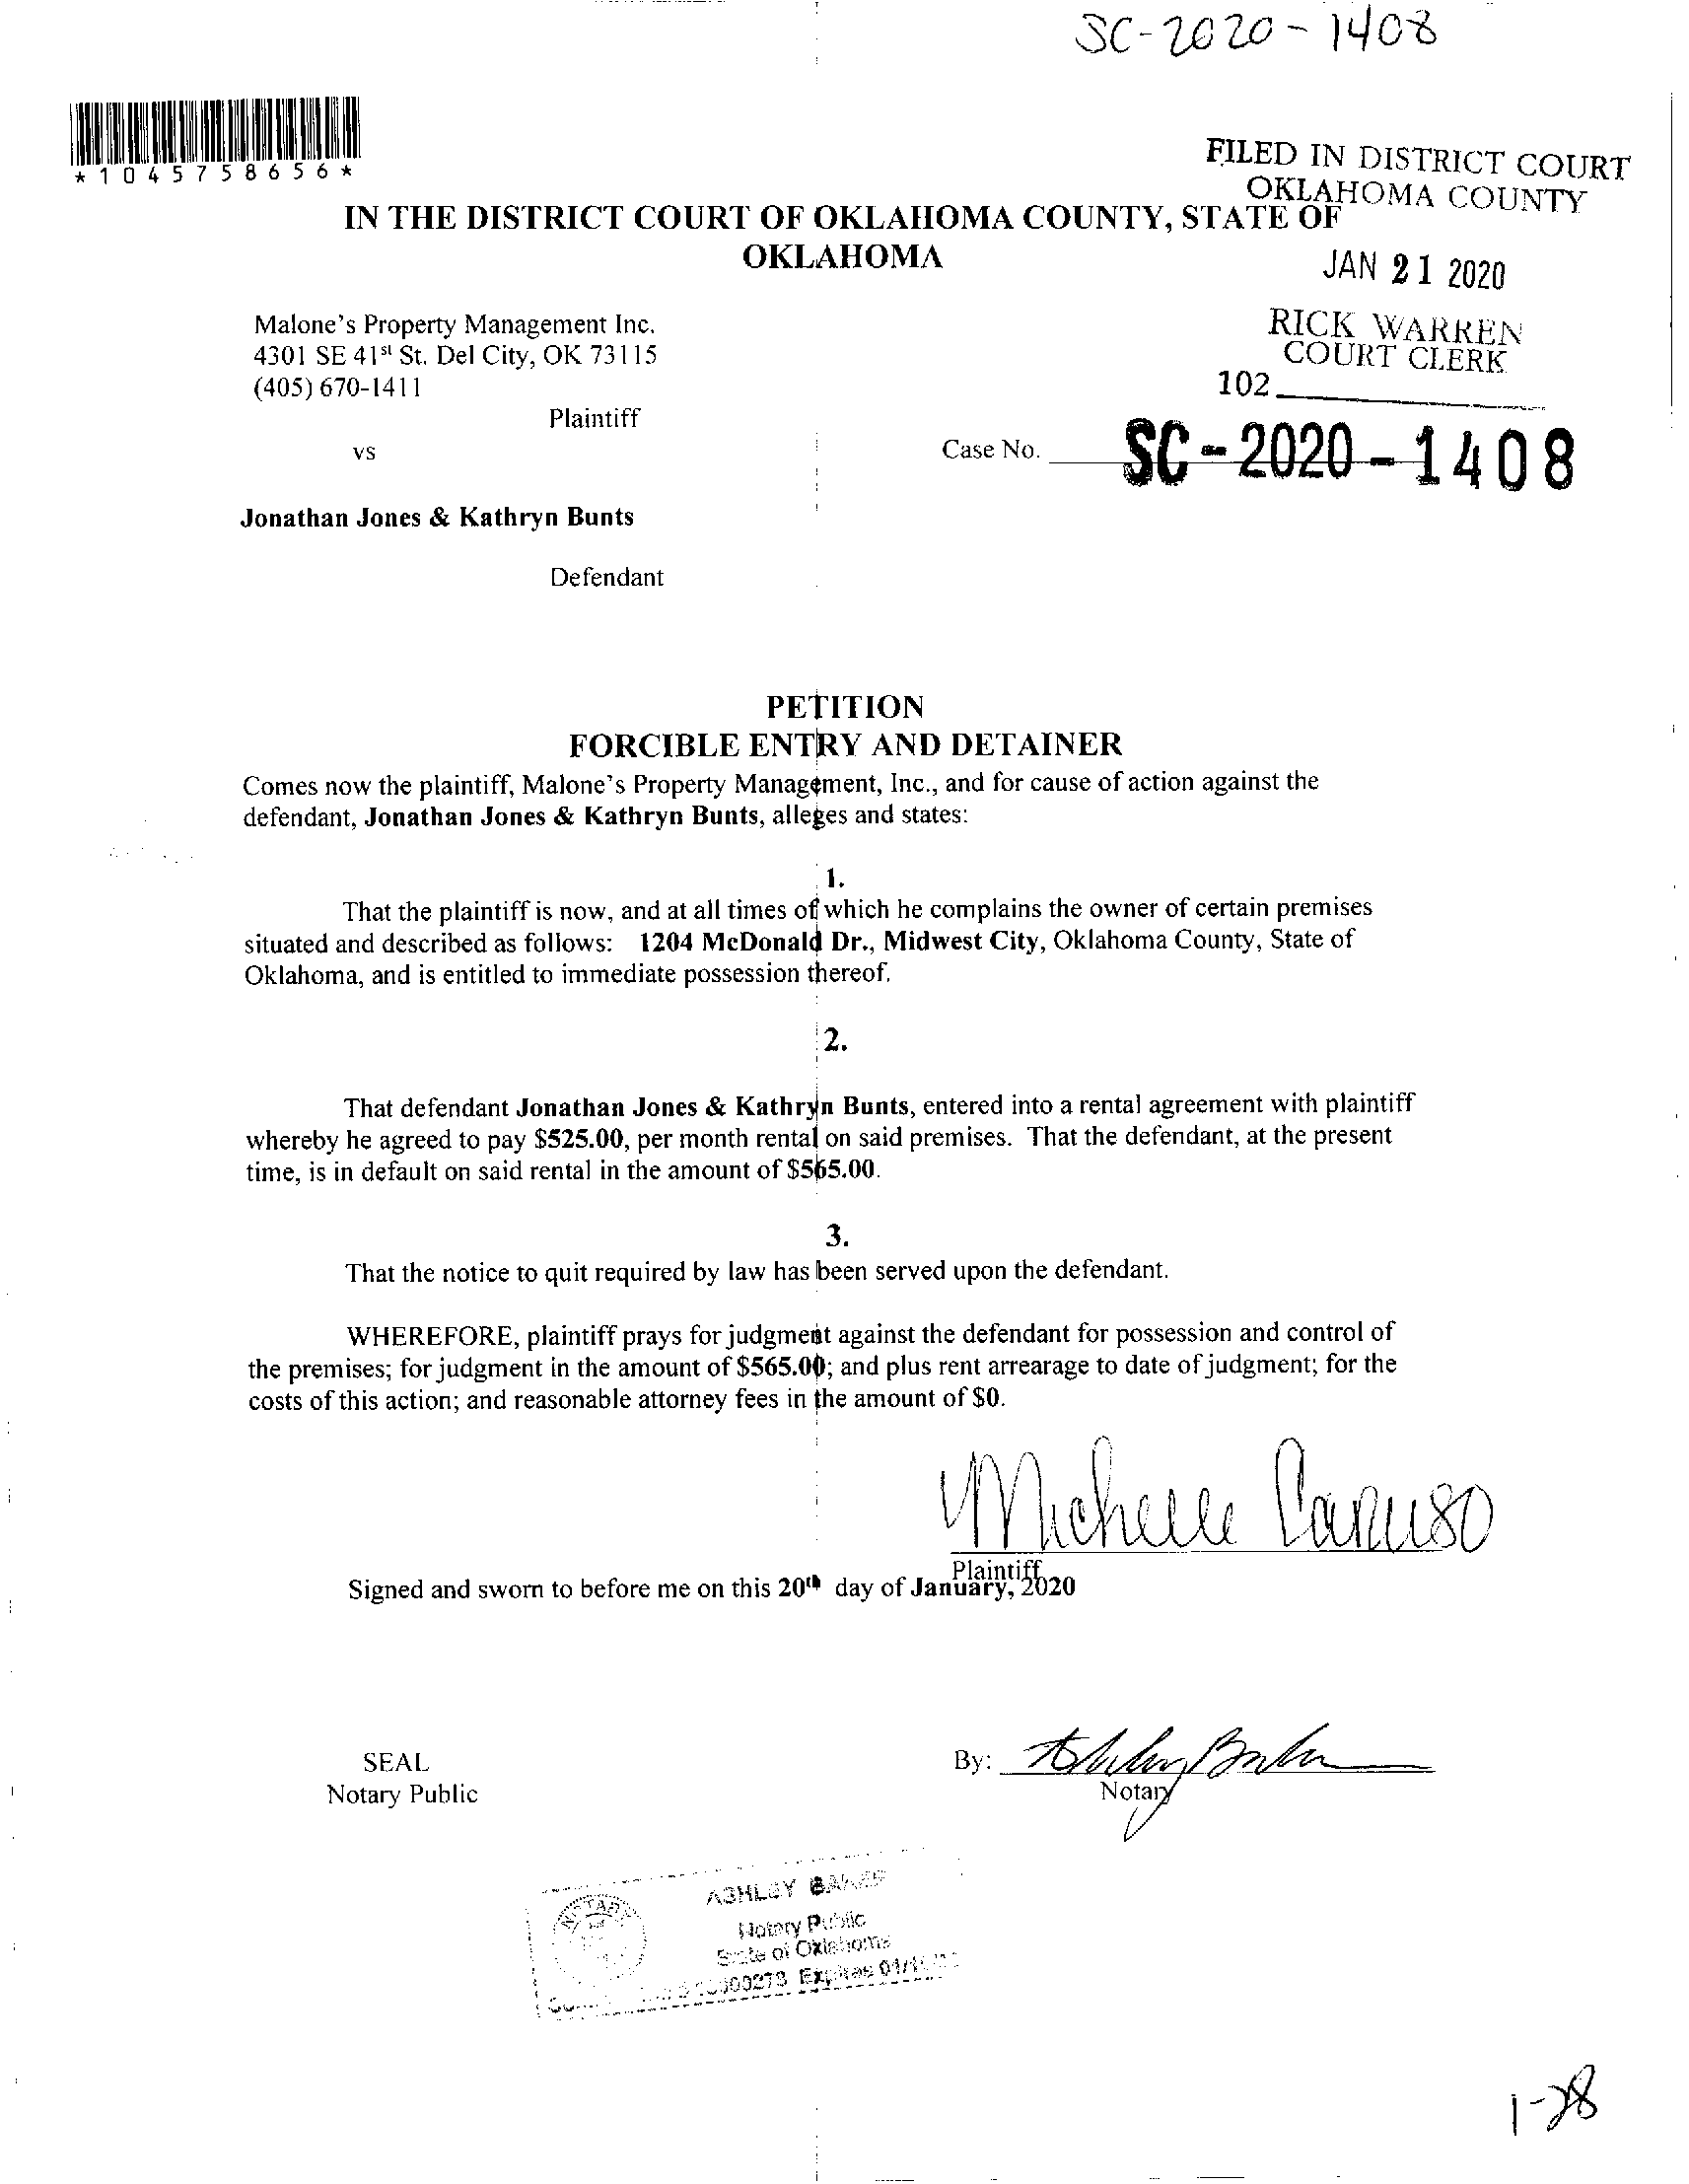 SC-2020-1408
*1045758656*
FILED IN DISTRICT COURT
OKLAHOMA COUNTY
IN THE DISTRICT COURT OF OKLAHOMA COUNTY, STATE OF
OKLAHOMA
JAN 21 2020
Malone's Property Management Inc.
4301 SE 41st St. Del City, OK 73115
(405) 670-1411
RICK WARREN
COURT CLERK
102
Plaintiff
vs
Case No. SC-2020-1408
Jonathan Jones & Kathryn Bunts
Defendant
PETITION
FORCIBLE ENTRY AND DETAINER
Comes now the plaintiff, Malone's Property Management, Inc., and for cause of action against the
defendant, Jonathan Jones & Kathryn Bunts, alleges and states:
1.
That the plaintiff is now, and at all times of which he complains the owner of certain premises
situated and described as follows: 1204 McDonald Dr., Midwest City, Oklahoma County, State of
Oklahoma, and is entitled to immediate possession thereof.
2.
That defendant Jonathan Jones & Kathryn Bunts, entered into a rental agreement with plaintiff
whereby he agreed to pay $525.00, per month rental on said premises. That the defendant, at the present
time, is in default on said rental in the amount of $565.00.
3.
That the notice to quit required by law has been served upon the defendant.
WHEREFORE, plaintiff prays for judgment against the defendant for possession and control of
the premises; for judgment in the amount of $565.00; and plus rent arrearage to date of judgment; for the
costs of this action; and reasonable attorney fees in the amount of $0.
Michelle Caruso
Plaintiff
Signed and sworn to before me on this 20th day of January, 2020
SEAL
Notary Public
By:
Notary
ASHLEY BAKER
Notary Public
State of Oklahoma
Expires
1-28